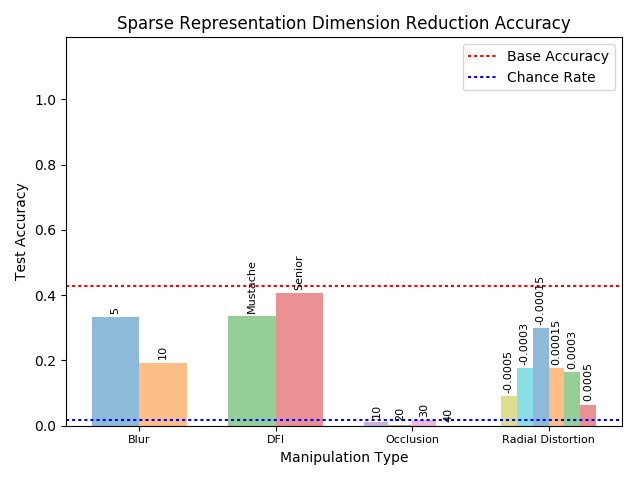 Sparse Representation Dimension Reduction Accuracy
Base Accuracy
Chance Rate
Test Accuracy
1.0
0.8
0.6
0.4
0.2
0.0
5
10
Mustache
Senior
10
20
30
40
-0.0005
-0.0003
-0.00015
0.00015
0.0003
0.0005
Blur
DFI
Occlusion
Radial Distortion
Manipulation Type